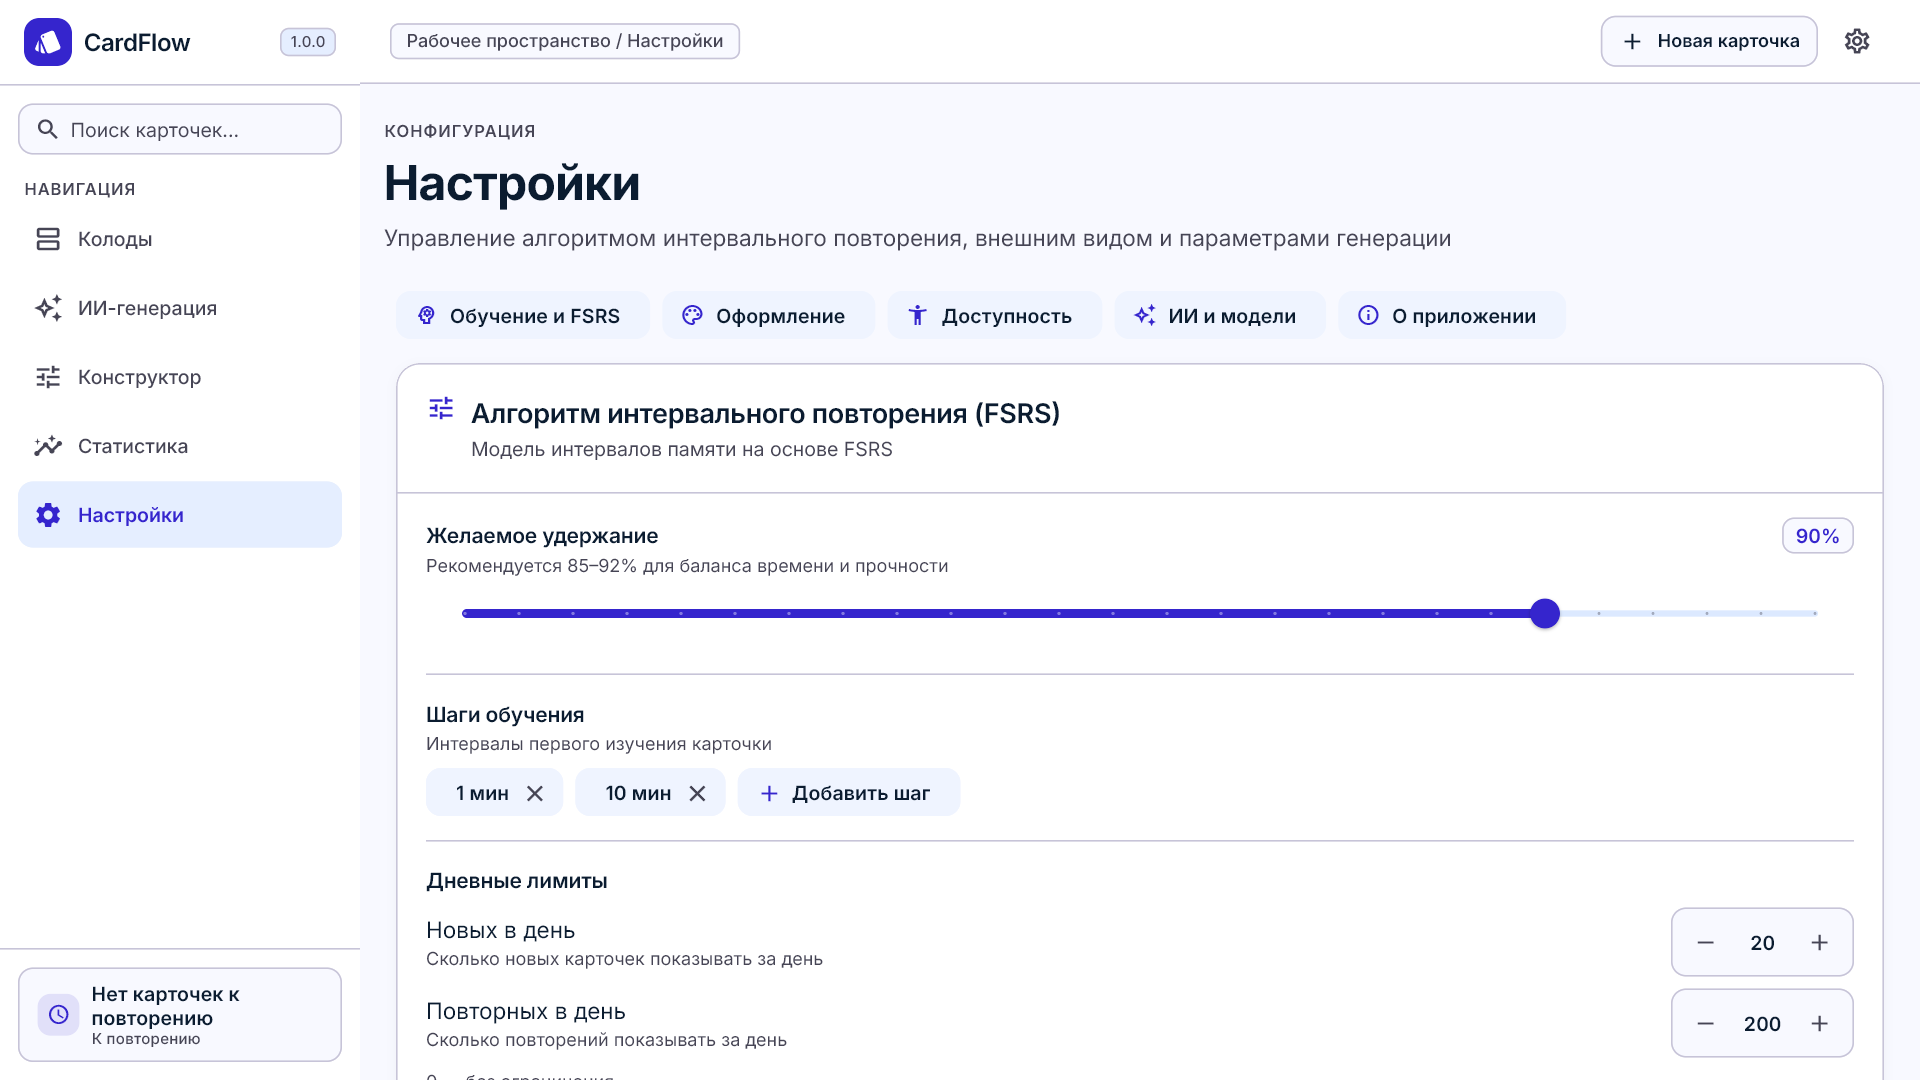 CardFlow
1.0.0
Рабочее пространство / Настройки
Новая карточка
Поиск карточек...
НАВИГАЦИЯ
Колоды
ИИ-генерация
Конструктор
Статистика
Настройки
Нет карточек к
повторению
К повторению
КОНФИГУРАЦИЯ
Настройки
Управление алгоритмом интервального повторения, внешним видом и параметрами генерации
Обучение и FSRS
Оформление
Доступность
ИИ и модели
О приложении
Алгоритм интервального повторения (FSRS)
Модель интервалов памяти на основе FSRS
Желаемое удержание
90%
Рекомендуется 85–92% для баланса времени и прочности
Шаги обучения
Интервалы первого изучения карточки
1 мин
10 мин
Добавить шаг
Дневные лимиты
Новых в день
Сколько новых карточек показывать за день
20
Повторных в день
Сколько повторений показывать за день
200